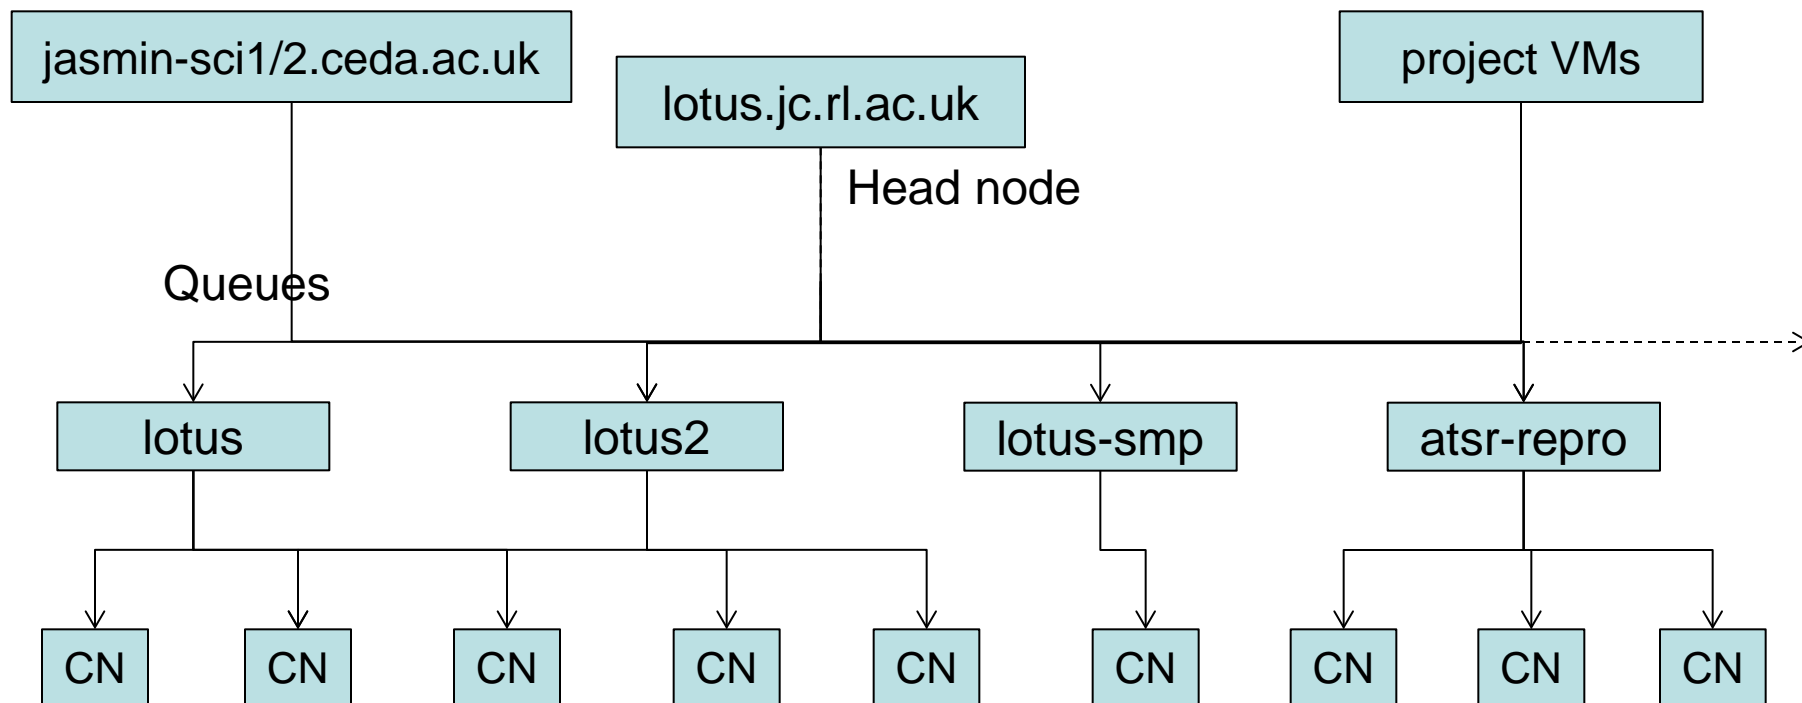 jasmin-sci1/2.ceda.ac.uk
lotus.jc.rl.ac.uk
project VMs
Head node
Queues
lotus
lotus2
lotus-smp
atsr-repro
CN
CN
CN
CN
CN
CN
CN
CN
CN